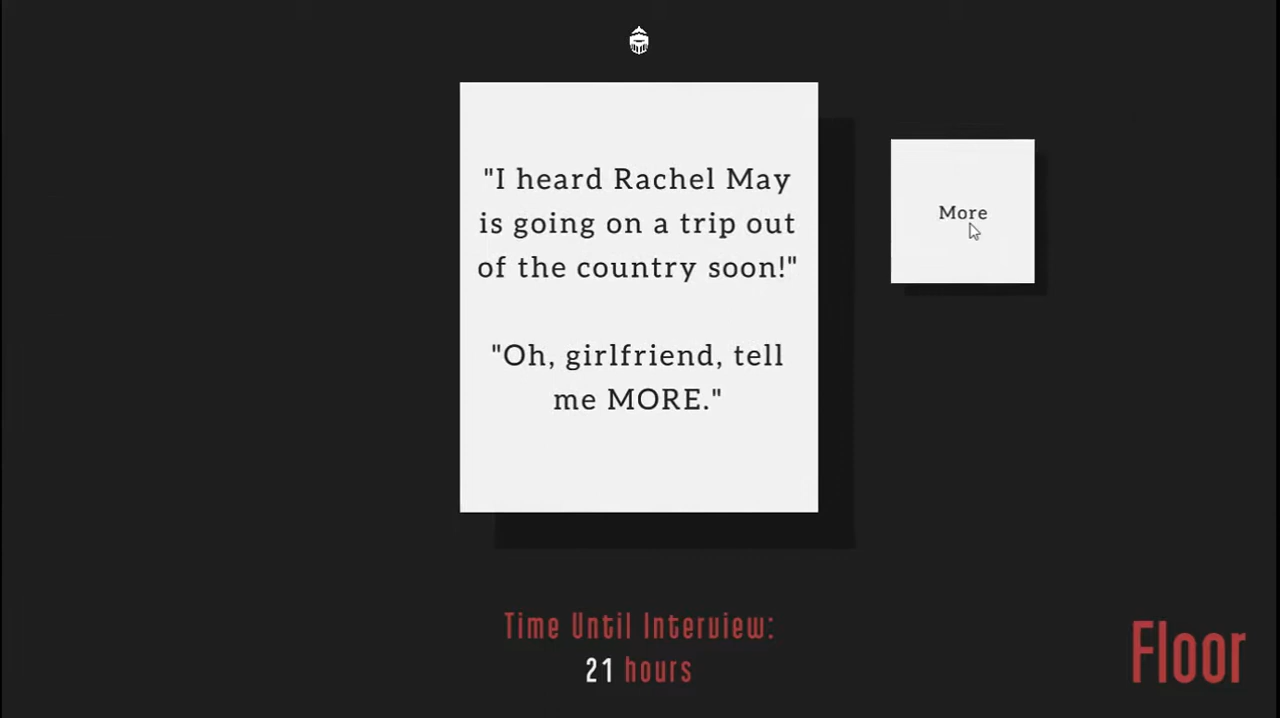 "I heard Rachel May
is going on a trip out
of the country soon!"
"Oh, girlfriend, tell
me MORE."
More
Time Until Interview:
21 hours
Floor